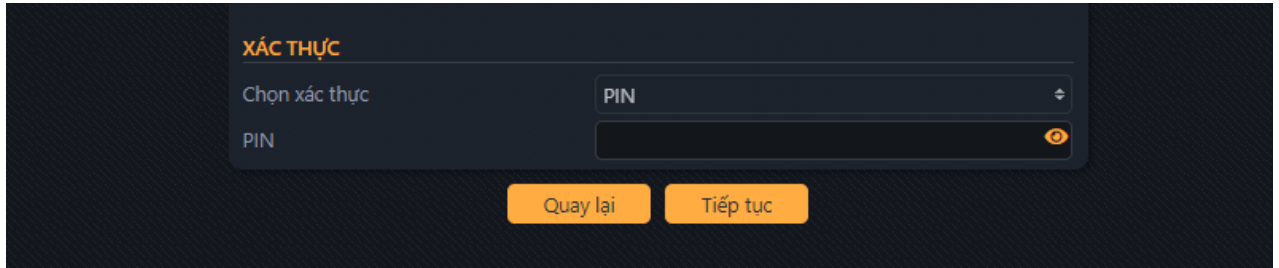 XÁC THỰC
Chọn xác thực PIN
PIN
Quay lại Tiếp tục